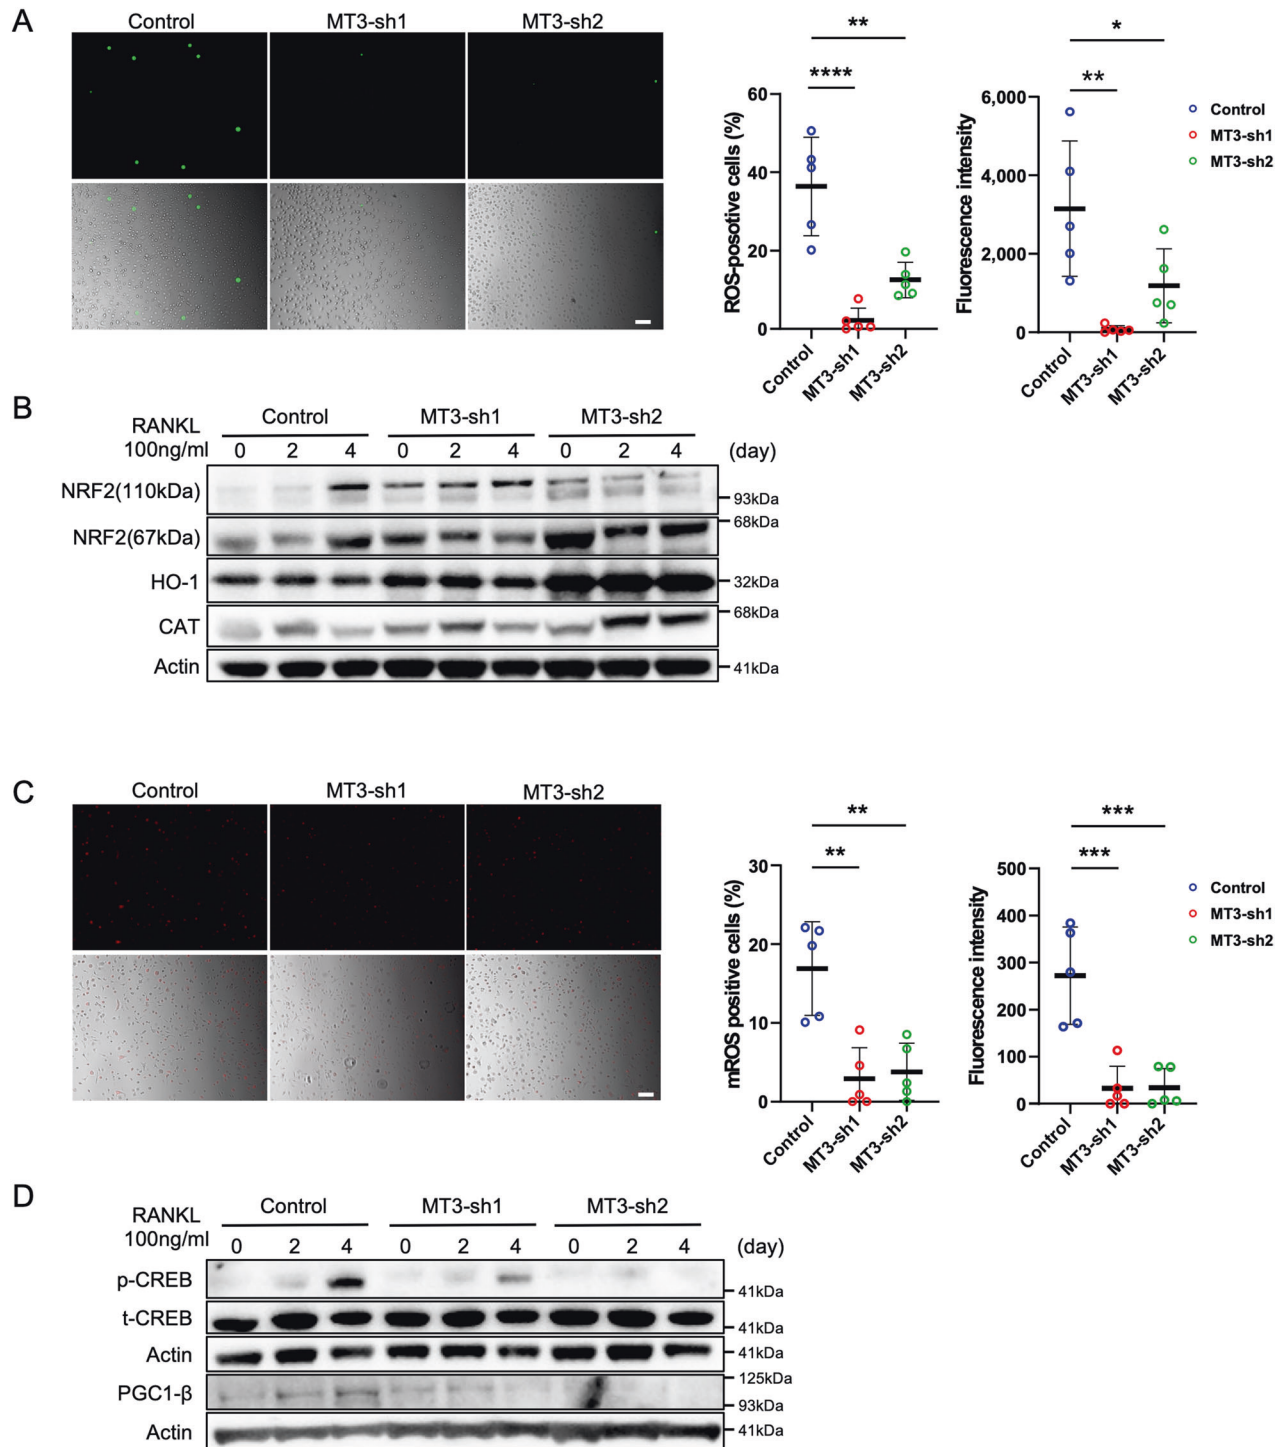 A
Control MT3-sh1 MT3-sh2
** *
**** **
ROS-posotive cells (%)
60
40
20
0
Control MT3-sh1 MT3-sh2
Fluorescence intensity
6,000
4,000
2,000
0
Control MT3-sh1 MT3-sh2
Control
MT3-sh1
MT3-sh2
B
RANKL
100ng/ml
Control MT3-sh1 MT3-sh2
0 2 4 0 2 4 0 2 4 (day)
NRF2(110kDa) 93kDa
68kDa
NRF2(67kDa)
HO-1 32kDa
68kDa
CAT
Actin 41kDa
C
Control MT3-sh1 MT3-sh2
** ***
** ***
mROS positive cells (%)
30
20
10
0
Control MT3-sh1 MT3-sh2
Fluorescence intensity
500
400
300
200
100
0
Control MT3-sh1 MT3-sh2
Control
MT3-sh1
MT3-sh2
D
RANKL
100ng/ml
Control MT3-sh1 MT3-sh2
0 2 4 0 2 4 0 2 4 (day)
p-CREB 41kDa
t-CREB 41kDa
Actin 41kDa
125kDa
PGC1-β 93kDa
Actin 41kDa